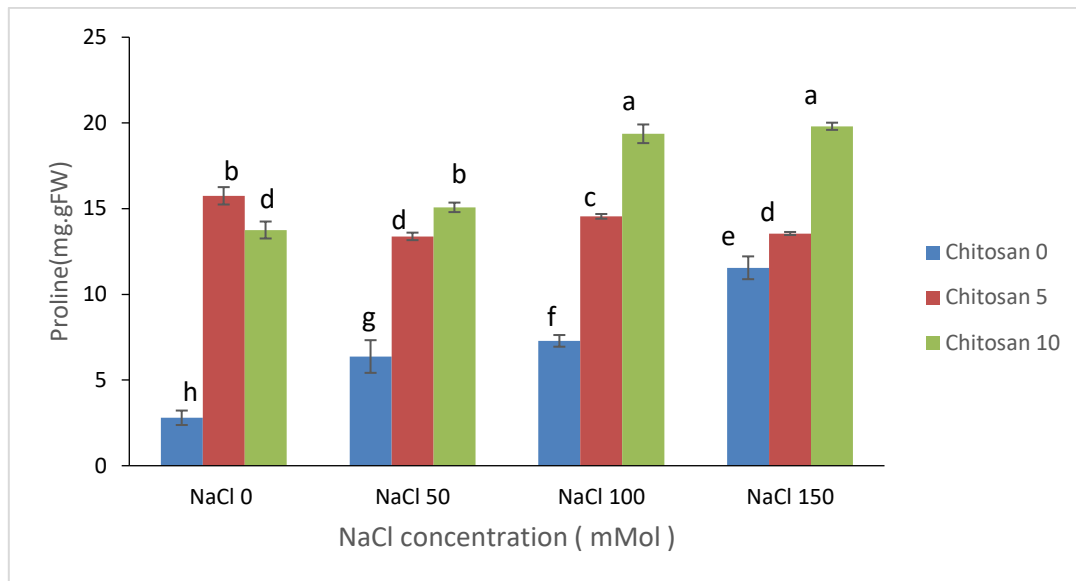 25
20
15
10
5
0
Proline(mg.gFW)
h
b
d
g
d
b
f
c
a
e
d
a
NaCl 0
NaCl 50
NaCl 100
NaCl 150
NaCl concentration ( mMol )
Chitosan 0
Chitosan 5
Chitosan 10